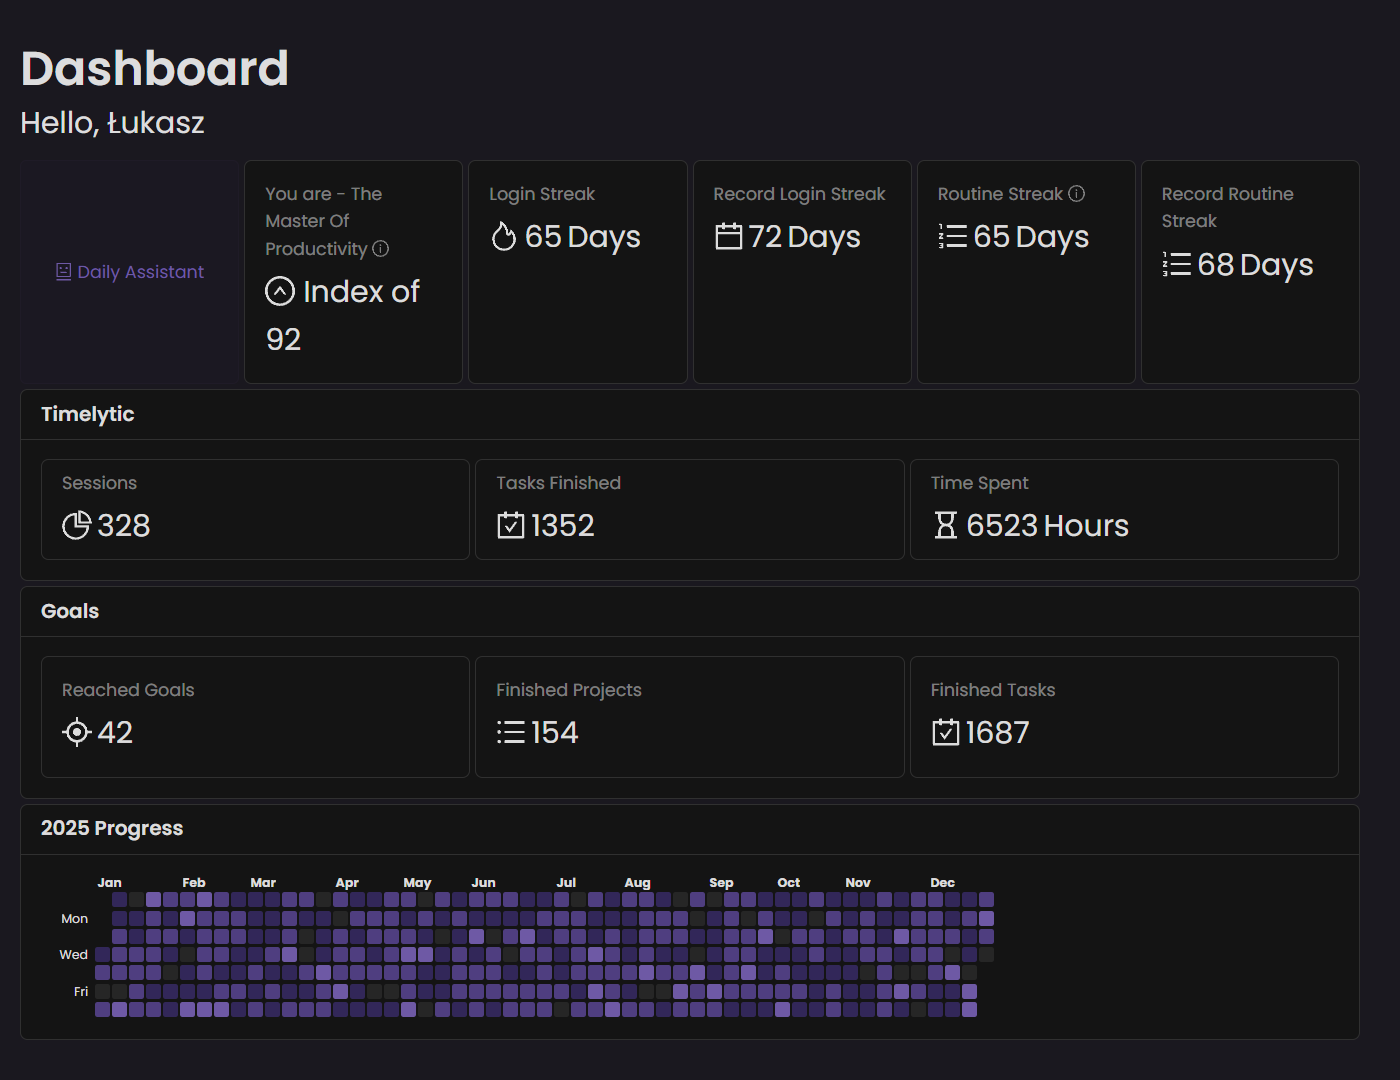 Dashboard
Hello, Łukasz
Daily Assistant
You are - The
Master Of
Productivity
Index of
92
Login Streak
65 Days
Record Login Streak
72 Days
Routine Streak
65 Days
Record Routine
Streak
68 Days
Timelytic
Sessions
328
Tasks Finished
1352
Time Spent
6523 Hours
Goals
Reached Goals
42
Finished Projects
154
Finished Tasks
1687
2025 Progress
Jan Feb Mar Apr May Jun Jul Aug Sep Oct Nov Dec
Mon
Wed
Fri